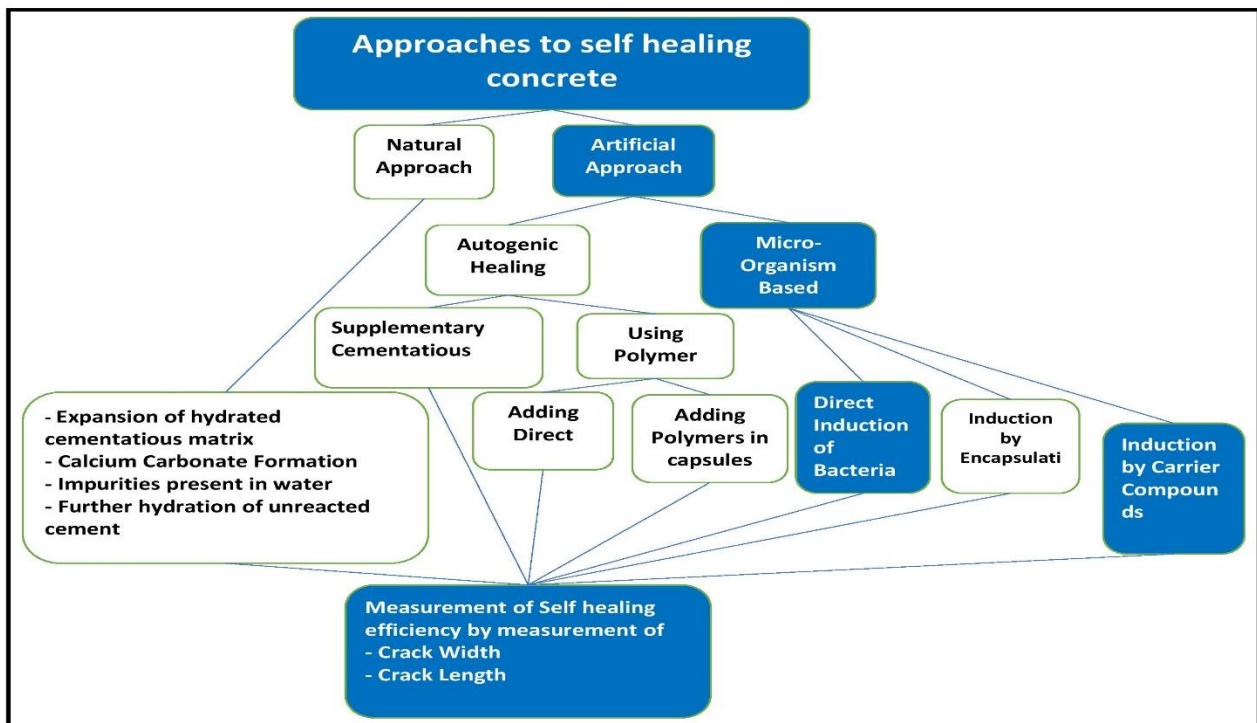 Approaches to self healing
concrete
Natural
Approach
Artificial
Approach
Autogenic
Healing
Micro-
Organism
Based
Supplementary
Cementatious
Using
Polymer
- Expansion of hydrated
cementatious matrix
- Calcium Carbonate Formation
- Impurities present in water
- Further hydration of unreacted
cement
Adding
Direct
Adding
Polymers in
capsules
Direct
Induction
of
Bacteria
Induction
by
Encapsulati
Induction
by Carrier
Compoun
ds
Measurement of Self healing
efficiency by measurement of
- Crack Width
- Crack Length